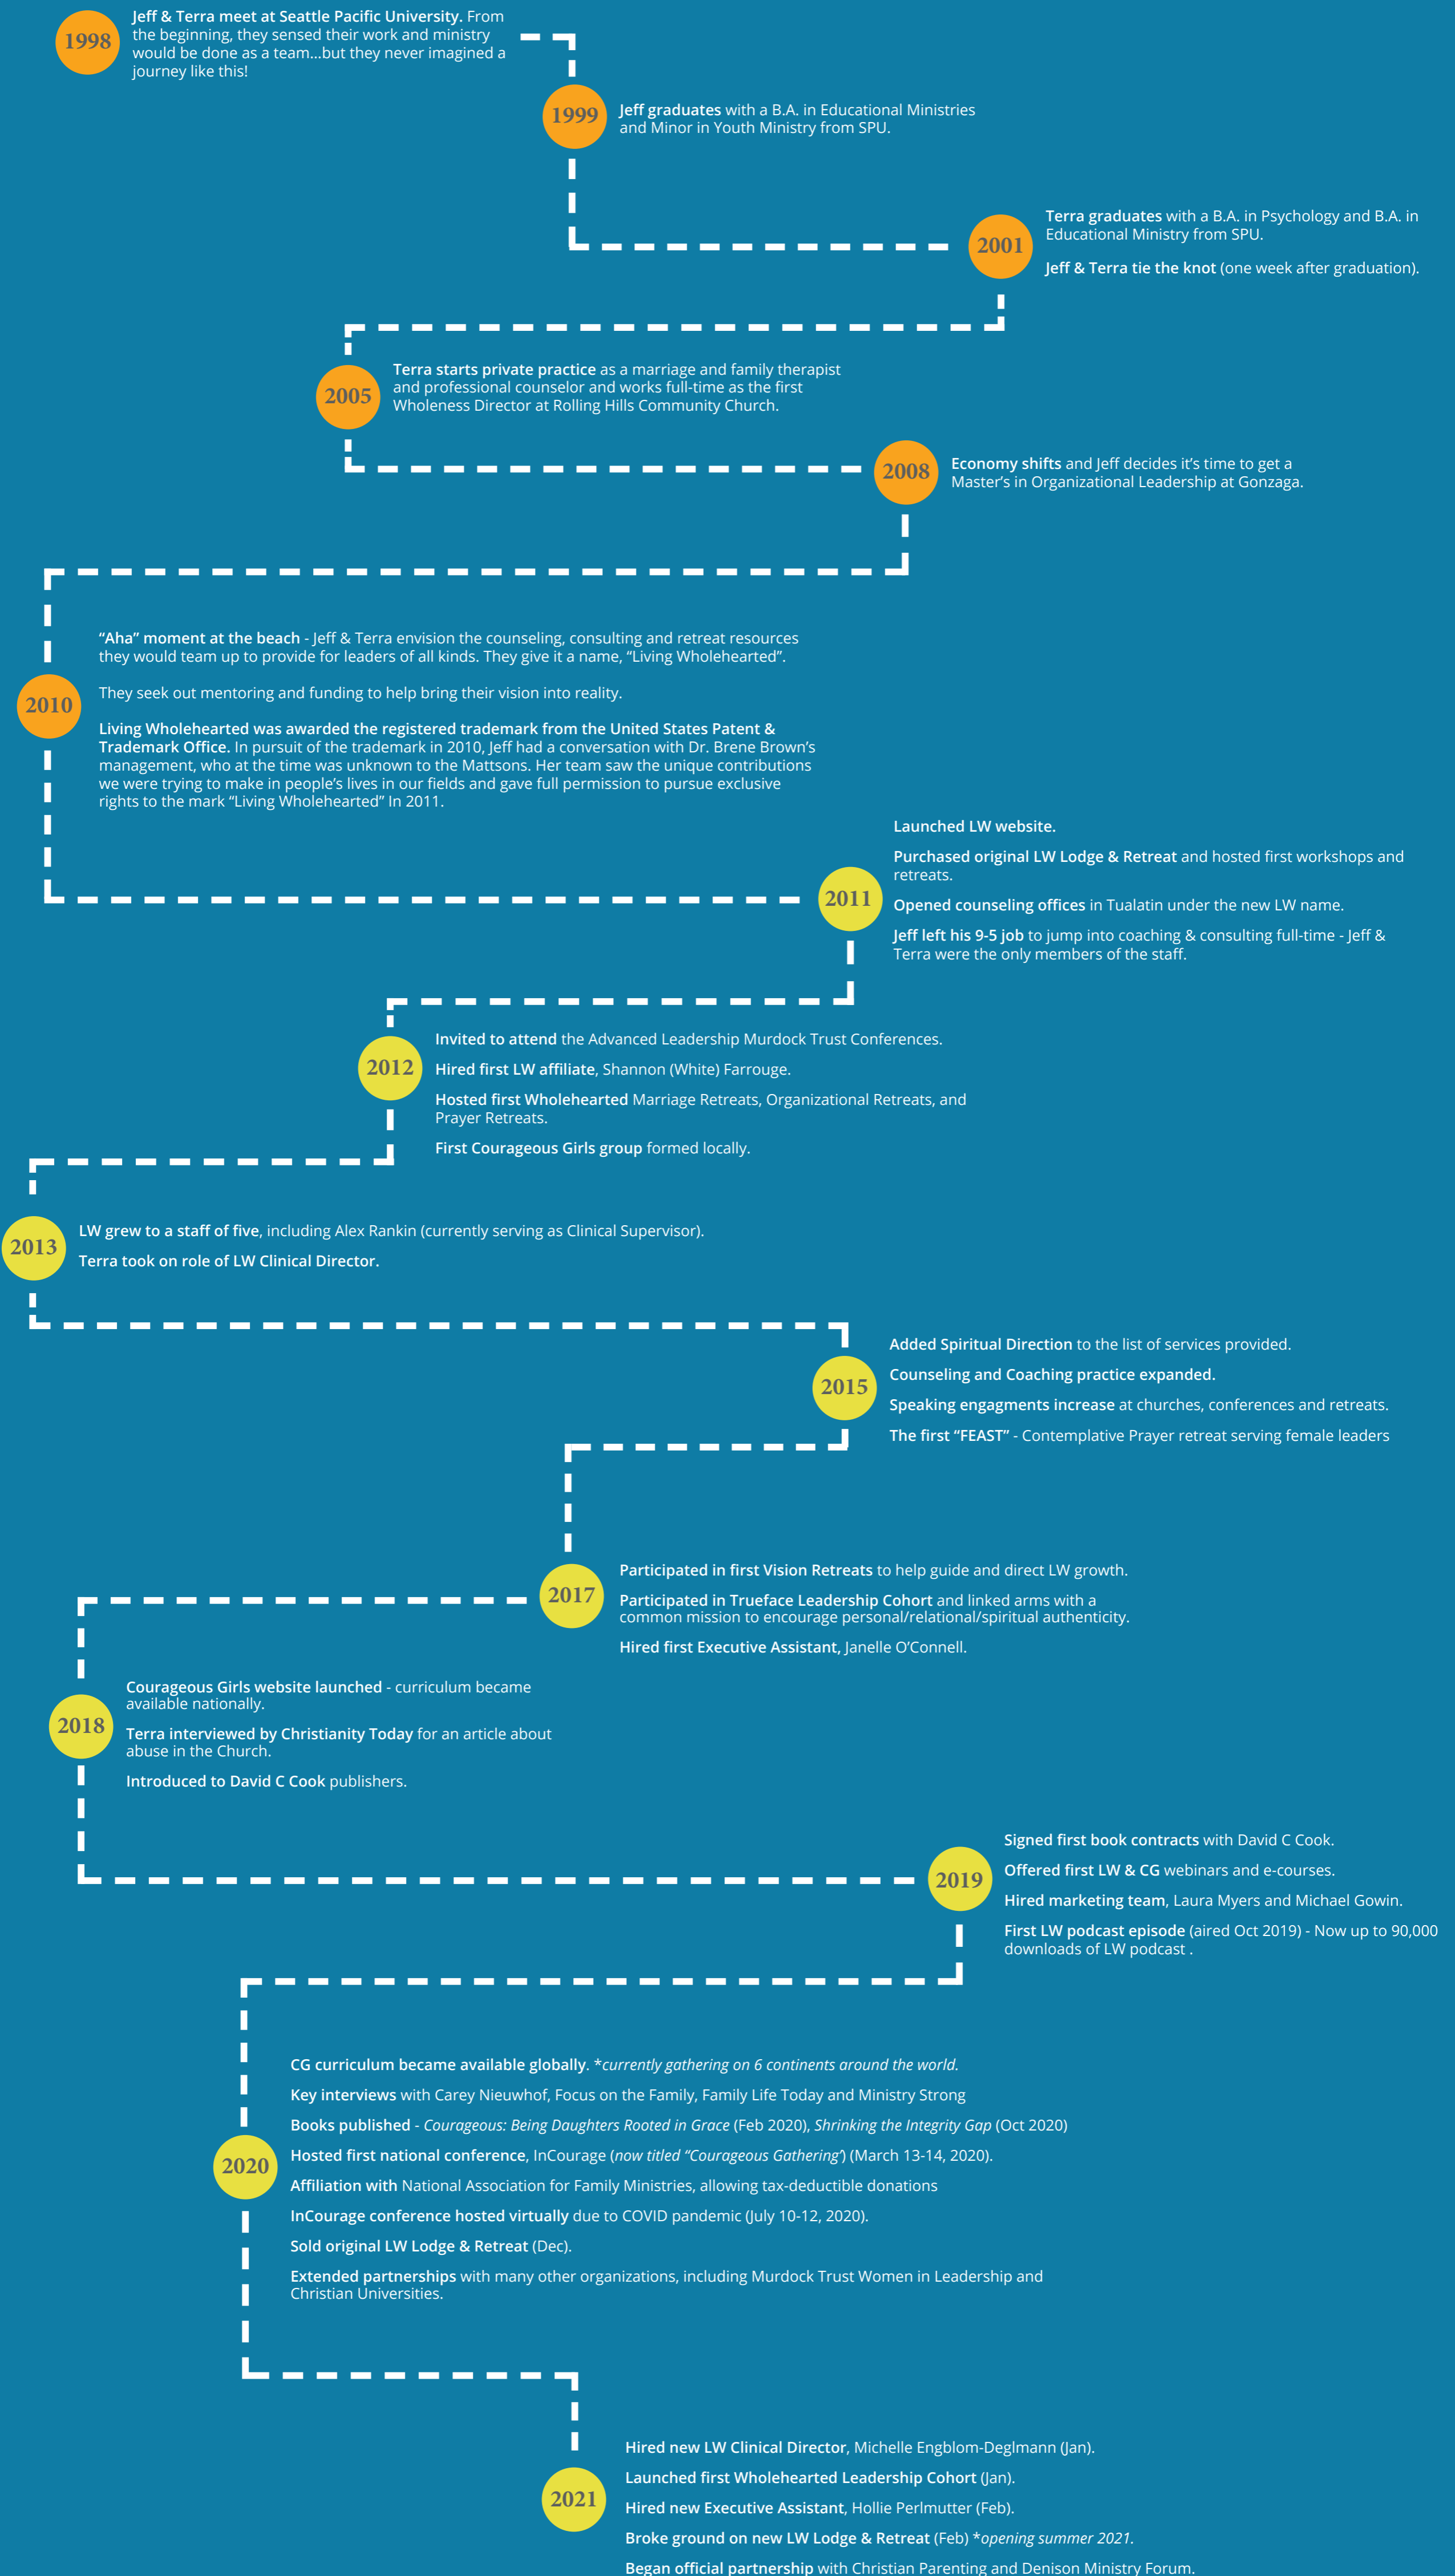 1998
Jeff & Terra meet at Seattle Pacific University. From
the beginning, they sensed their work and ministry
would be done as a team...but they never imagined a
journey like this!
1999
Jeff graduates with a B.A. in Educational Ministries
and Minor in Youth Ministry from SPU.
2001
Terra graduates with a B.A. in Psychology and B.A. in
Educational Ministry from SPU.
Jeff & Terra tie the knot (one week after graduation).
2005
Terra starts private practice as a marriage and family therapist
and professional counselor and works full-time as the first
Wholeness Director at Rolling Hills Community Church.
2008
Economy shifts and Jeff decides it's time to get a
Master's in Organizational Leadership at Gonzaga.
2010
“Aha” moment at the beach - Jeff & Terra envision the counseling, consulting and retreat resources
they would team up to provide for leaders of all kinds. They give it a name, “Living Wholehearted”.
They seek out mentoring and funding to help bring their vision into reality.
Living Wholehearted was awarded the registered trademark from the United States Patent &
Trademark Office. In pursuit of the trademark in 2010, Jeff had a conversation with Dr. Brene Brown's
management, who at the time was unknown to the Mattsons. Her team saw the unique contributions
we were trying to make in people's lives in our fields and gave full permission to pursue exclusive
rights to the mark “Living Wholehearted” In 2011.
2011
Launched LW website.
Purchased original LW Lodge & Retreat and hosted first workshops and
retreats.
Opened counseling offices in Tualatin under the new LW name.
Jeff left his 9-5 job to jump into coaching & consulting full-time - Jeff &
Terra were the only members of the staff.
2012
Invited to attend the Advanced Leadership Murdock Trust Conferences.
Hired first LW affiliate, Shannon (White) Farrouge.
Hosted first Wholehearted Marriage Retreats, Organizational Retreats, and
Prayer Retreats.
First Courageous Girls group formed locally.
2013
LW grew to a staff of five, including Alex Rankin (currently serving as Clinical Supervisor).
Terra took on role of LW Clinical Director.
2015
Added Spiritual Direction to the list of services provided.
Counseling and Coaching practice expanded.
Speaking engagments increase at churches, conferences and retreats.
The first “FEAST” - Contemplative Prayer retreat serving female leaders
2017
Participated in first Vision Retreats to help guide and direct LW growth.
Participated in Trueface Leadership Cohort and linked arms with a
common mission to encourage personal/relational/spiritual authenticity.
Hired first Executive Assistant, Janelle O'Connell.
2018
Courageous Girls website launched - curriculum became
available nationally.
Terra interviewed by Christianity Today for an article about
abuse in the Church.
Introduced to David C Cook publishers.
2019
Signed first book contracts with David C Cook.
Offered first LW & CG webinars and e-courses.
Hired marketing team, Laura Myers and Michael Gowin.
First LW podcast episode (aired Oct 2019) - Now up to 90,000
downloads of LW podcast .
2020
CG curriculum became available globally. *currently gathering on 6 continents around the world.
Key interviews with Carey Nieuwhof, Focus on the Family, Family Life Today and Ministry Strong
Books published - Courageous: Being Daughters Rooted in Grace (Feb 2020), Shrinking the Integrity Gap (Oct 2020)
Hosted first national conference, InCourage (now titled “Courageous Gathering’) (March 13-14, 2020).
Affiliation with National Association for Family Ministries, allowing tax-deductible donations
InCourage conference hosted virtually due to COVID pandemic (July 10-12, 2020).
Sold original LW Lodge & Retreat (Dec).
Extended partnerships with many other organizations, including Murdock Trust Women in Leadership and
Christian Universities.
2021
Hired new LW Clinical Director, Michelle Engblom-Deglmann (Jan).
Launched first Wholehearted Leadership Cohort (Jan).
Hired new Executive Assistant, Hollie Perlmutter (Feb).
Broke ground on new LW Lodge & Retreat (Feb) *opening summer 2021.
Began official partnership with Christian Parenting and Denison Ministry Forum.